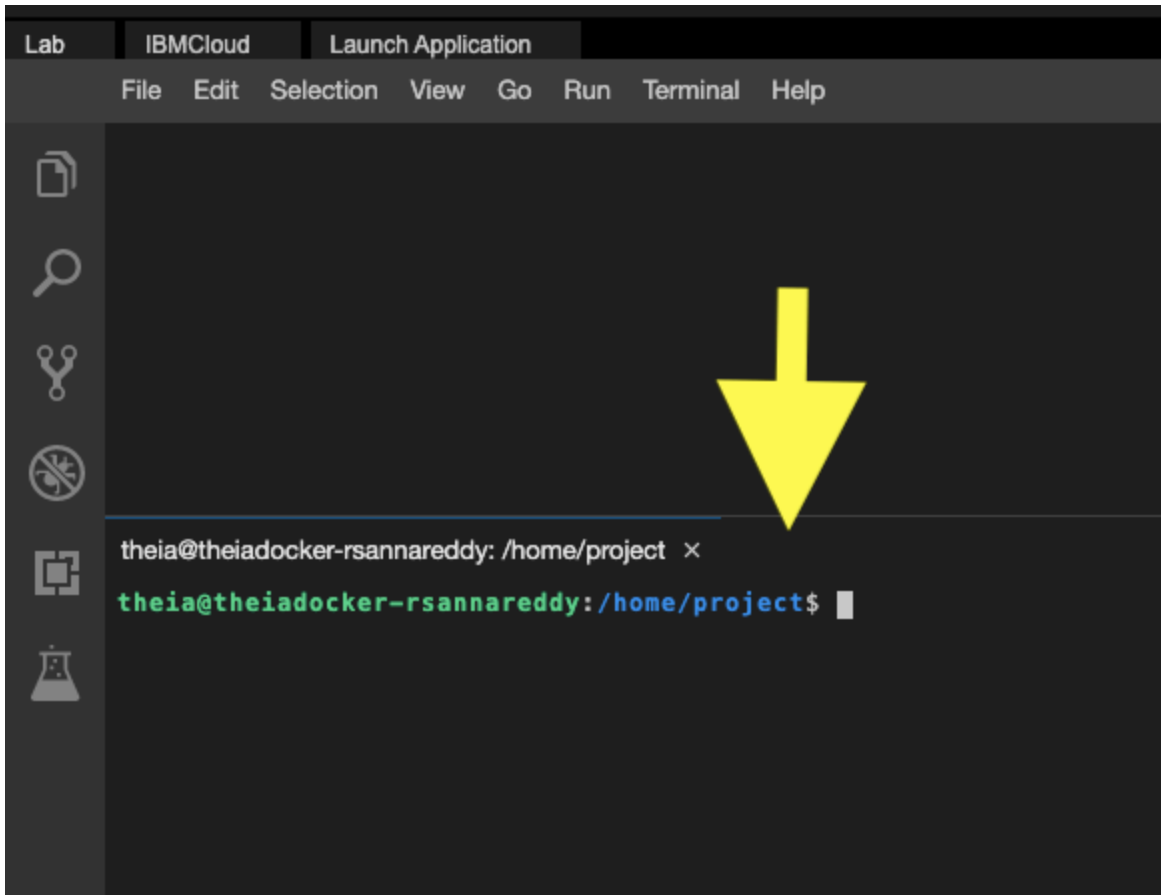 Lab IBMCloud Launch Application
File Edit Selection View Go Run Terminal Help
theia@theiadocker-rsannareddy: /home/project ×
theia@theiadocker-rsannareddy:/home/project$